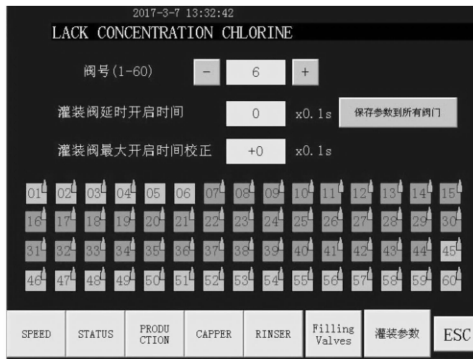 2017-3-7 13:32:42
LACK CONCENTRATION CHLORINE
阀号(1-60) - 6 +
灌装阀延时开启时间 0 x0.1s 保存参数到所有阀门
灌装阀最大开启时间校正 +0 x0.1s
01 02 03 04 05 06 07 08 09 10 11 12 13 14 15
16 17 18 19 20 21 22 23 24 25 26 27 28 29 30
31 32 33 34 35 36 37 38 39 40 41 42 43 44 45
46 47 48 49 50 51 52 53 54 55 56 57 58 59 60
SPEED STATUS PRODU CAPPER RINSER Filling 灌装参数 ESC
CTION Valves